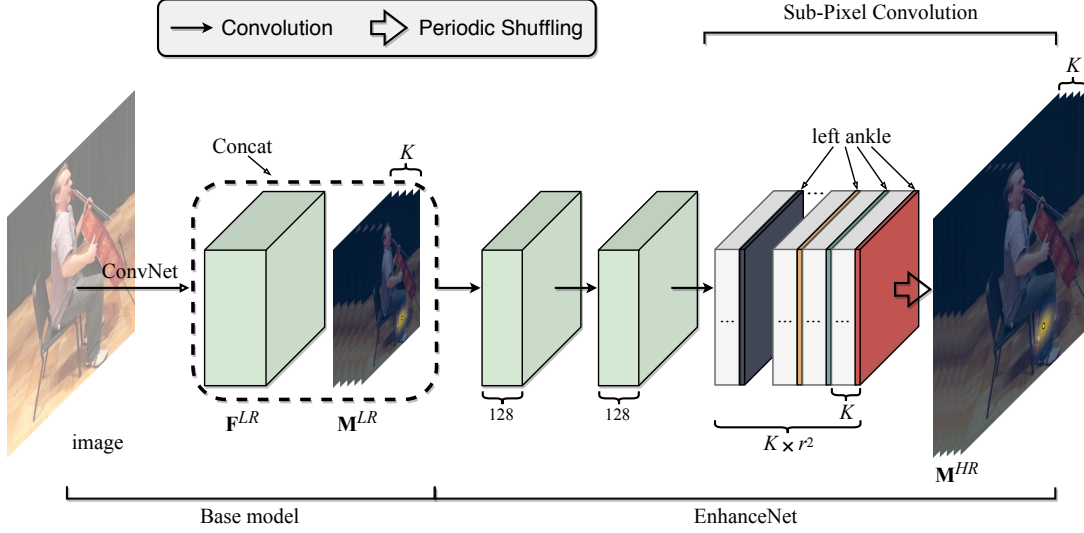 Sub-Pixel Convolution
Convolution
Periodic Shuffling
K
left ankle
Concat
K
...
ConvNet
...
...
...
128
128
K
image
F^{LR}
M^{LR}
K × r²
M^{HR}
Base model
EnhanceNet